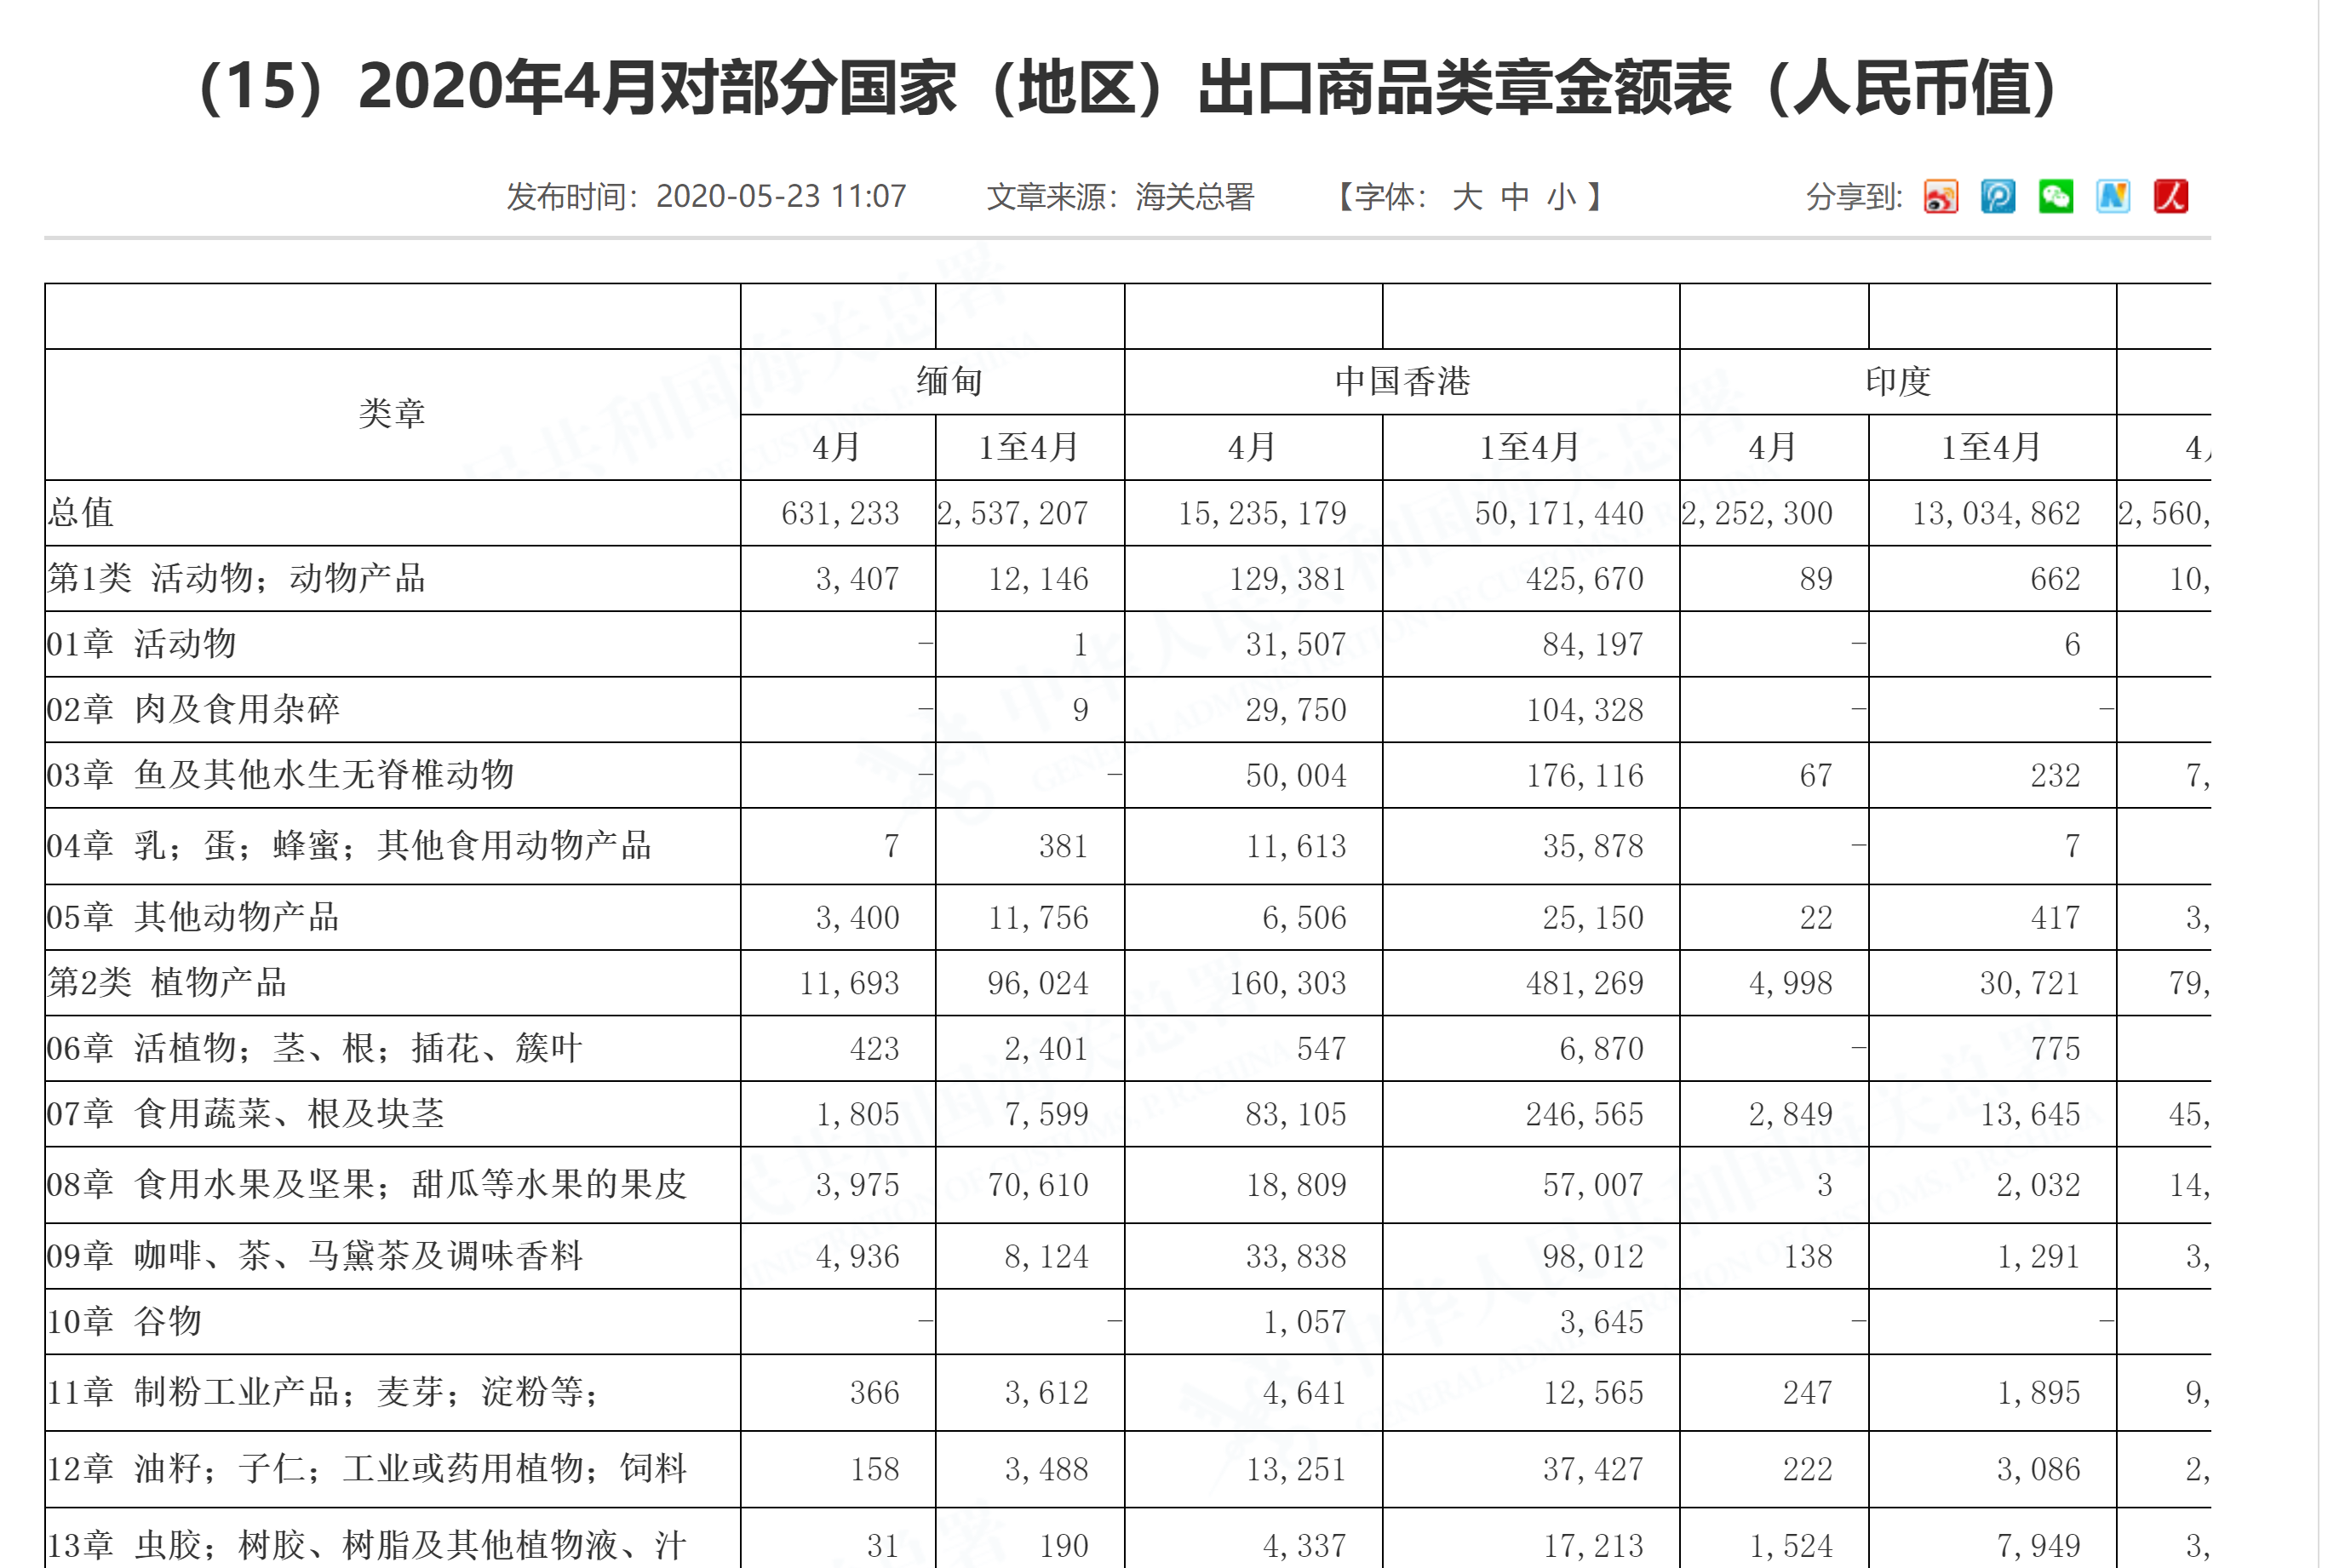 （15）2020年4月对部分国家（地区）出口商品类章金额表（人民币值）
发布时间：2020-05-23 11:07 文章来源：海关总署 【字体： 大 中 小 】 分享到:
类章 缅甸 中国香港 印度
4月 1至4月 4月 1至4月 4月 1至4月
总值 631,233 2,537,207 15,235,179 50,171,440 2,252,300 13,034,862 2,560,
第1类 活动物；动物产品 3,407 12,146 129,381 425,670 89 662 10,
01章 活动物 - 1 31,507 84,197 - 6
02章 肉及食用杂碎 - 9 29,750 104,328 - -
03章 鱼及其他水生无脊椎动物 - - 50,004 176,116 67 232 7,
04章 乳；蛋；蜂蜜；其他食用动物产品 7 381 11,613 35,878 - 7
05章 其他动物产品 3,400 11,756 6,506 25,150 22 417 3,
第2类 植物产品 11,693 96,024 160,303 481,269 4,998 30,721 79,
06章 活植物；茎、根；插花、簇叶 423 2,401 547 6,870 - 775
07章 食用蔬菜、根及块茎 1,805 7,599 83,105 246,565 2,849 13,645 45,
08章 食用水果及坚果；甜瓜等水果的果皮 3,975 70,610 18,809 57,007 3 2,032 14,
09章 咖啡、茶、马黛茶及调味香料 4,936 8,124 33,838 98,012 138 1,291 3,
10章 谷物 - - 1,057 3,645 - -
11章 制粉工业产品；麦芽；淀粉等； 366 3,612 4,641 12,565 247 1,895 9,
12章 油籽；子仁；工业或药用植物；饲料 158 3,488 13,251 37,427 222 3,086 2,
13章 虫胶；树胶、树脂及其他植物液、汁 31 190 4,337 17,213 1,524 7,949 3,